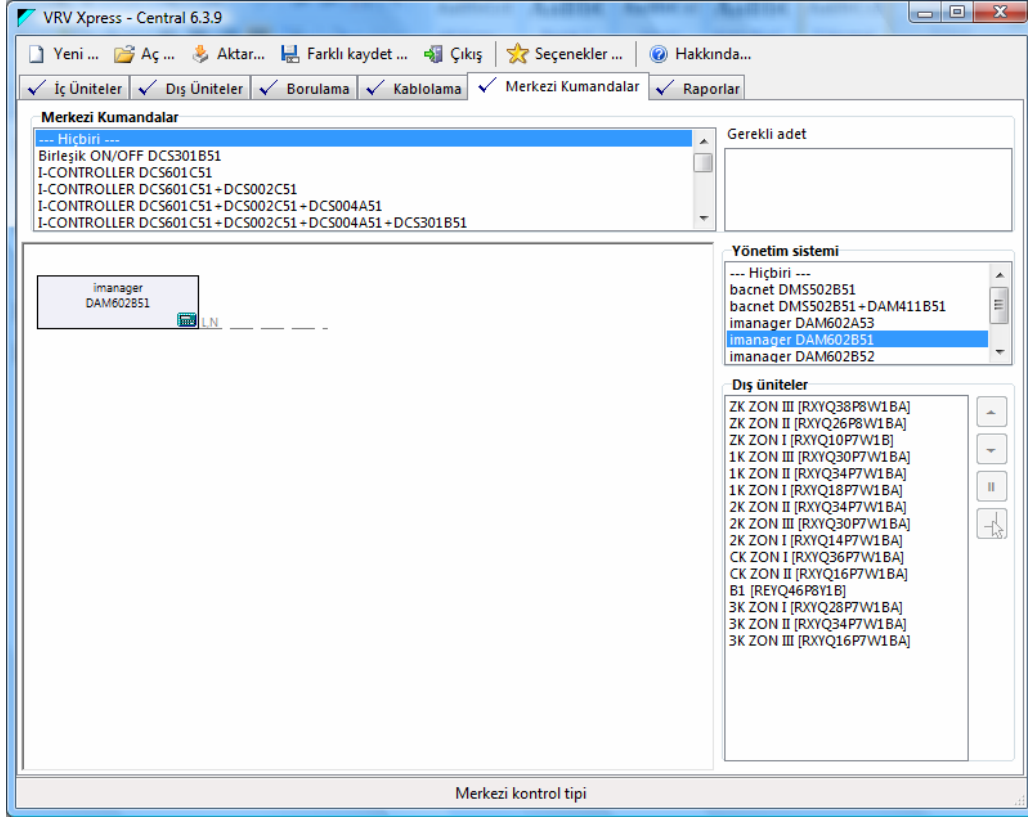 VRV Xpress - Central 6.3.9
Yeni ... Aç ... Aktar... Farklı kaydet ... Çıkış Seçenekler ... Hakkında...
İç Üniteler Dış Üniteler Borulama Kablolama Merkezi Kumandalar Raporlar
Merkezi Kumandalar
--- Hiçbiri ---
Birleşik ON/OFF DCS301B51
I-CONTROLLER DCS601C51
I-CONTROLLER DCS601C51+DCS002C51
I-CONTROLLER DCS601C51+DCS002C51+DCS004A51
I-CONTROLLER DCS601C51+DCS002C51+DCS004A51+DCS301B51
Gerekli adet
imanager
DAM602B51
L,N
Yönetim sistemi
--- Hiçbiri ---
bacnet DMS502B51
bacnet DMS502B51+DAM411B51
imanager DAM602A53
imanager DAM602B51
imanager DAM602B52
Dış üniteler
ZK ZON III [RXYQ38P8W1BA]
ZK ZON II [RXYQ26P8W1BA]
ZK ZON I [RXYQ10P7W1B]
1K ZON III [RXYQ30P7W1BA]
1K ZON II [RXYQ34P7W1BA]
1K ZON I [RXYQ18P7W1BA]
2K ZON II [RXYQ34P7W1BA]
2K ZON III [RXYQ30P7W1BA]
2K ZON I [RXYQ14P7W1BA]
CK ZON I [RXYQ36P7W1BA]
CK ZON II [RXYQ16P7W1BA]
B1 [REYQ46P8Y1B]
3K ZON I [RXYQ28P7W1BA]
3K ZON II [RXYQ34P7W1BA]
3K ZON III [RXYQ16P7W1BA]
Merkezi kontrol tipi